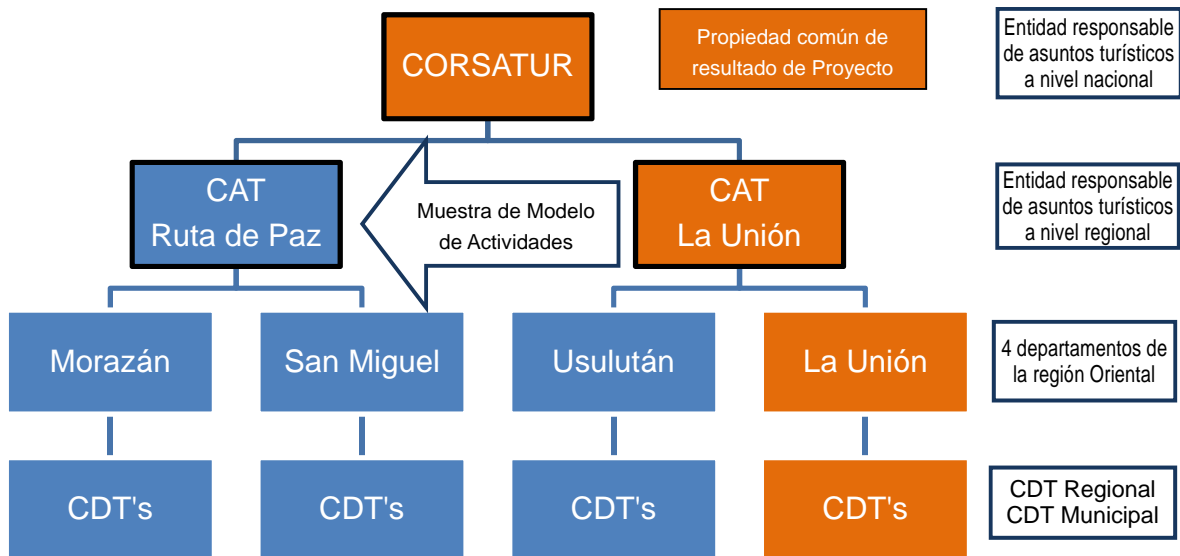 CORSATUR
Propiedad común de
resultado de Proyecto
Entidad responsable
de asuntos turísticos
a nivel nacional
CAT
Ruta de Paz
Muestra de Modelo
de Actividades
CAT
La Unión
Entidad responsable
de asuntos turísticos
a nivel regional
Morazán
San Miguel
Usulután
La Unión
4 departamentos de
la región Oriental
CDT's
CDT's
CDT's
CDT's
CDT Regional
CDT Municipal